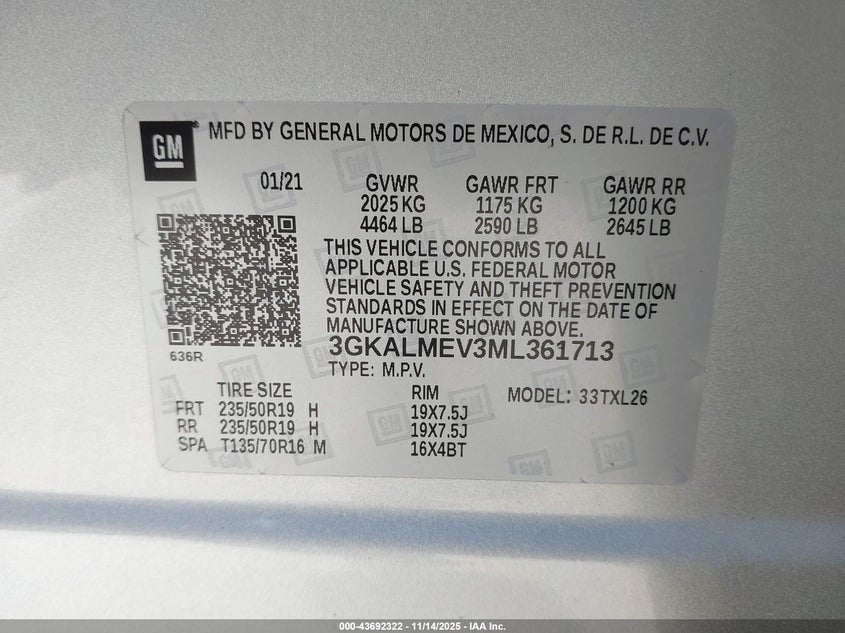 GM® MFD BY GENERAL MOTORS DE MEXICO, S. DE R.L. DE C.V.
01/21 GVWR GAWR FRT GAWR RR
2025 KG 1175 KG 1200 KG
4464 LB 2590 LB 2645 LB
THIS VEHICLE CONFORMS TO ALL
APPLICABLE U.S. FEDERAL MOTOR
VEHICLE SAFETY AND THEFT PREVENTION
STANDARDS IN EFFECT ON THE DATE OF
MANUFACTURE SHOWN ABOVE.
636R 3GKALMEV3ML361713
TYPE: M.P.V.
TIRE SIZE RIM MODEL: 33TXL26
FRT 235/50R19 H 19X7.5J
RR 235/50R19 H 19X7.5J
SPA T135/70R16 M 16X4BT
000-43692322 - 11/14/2025 - IAA Inc.